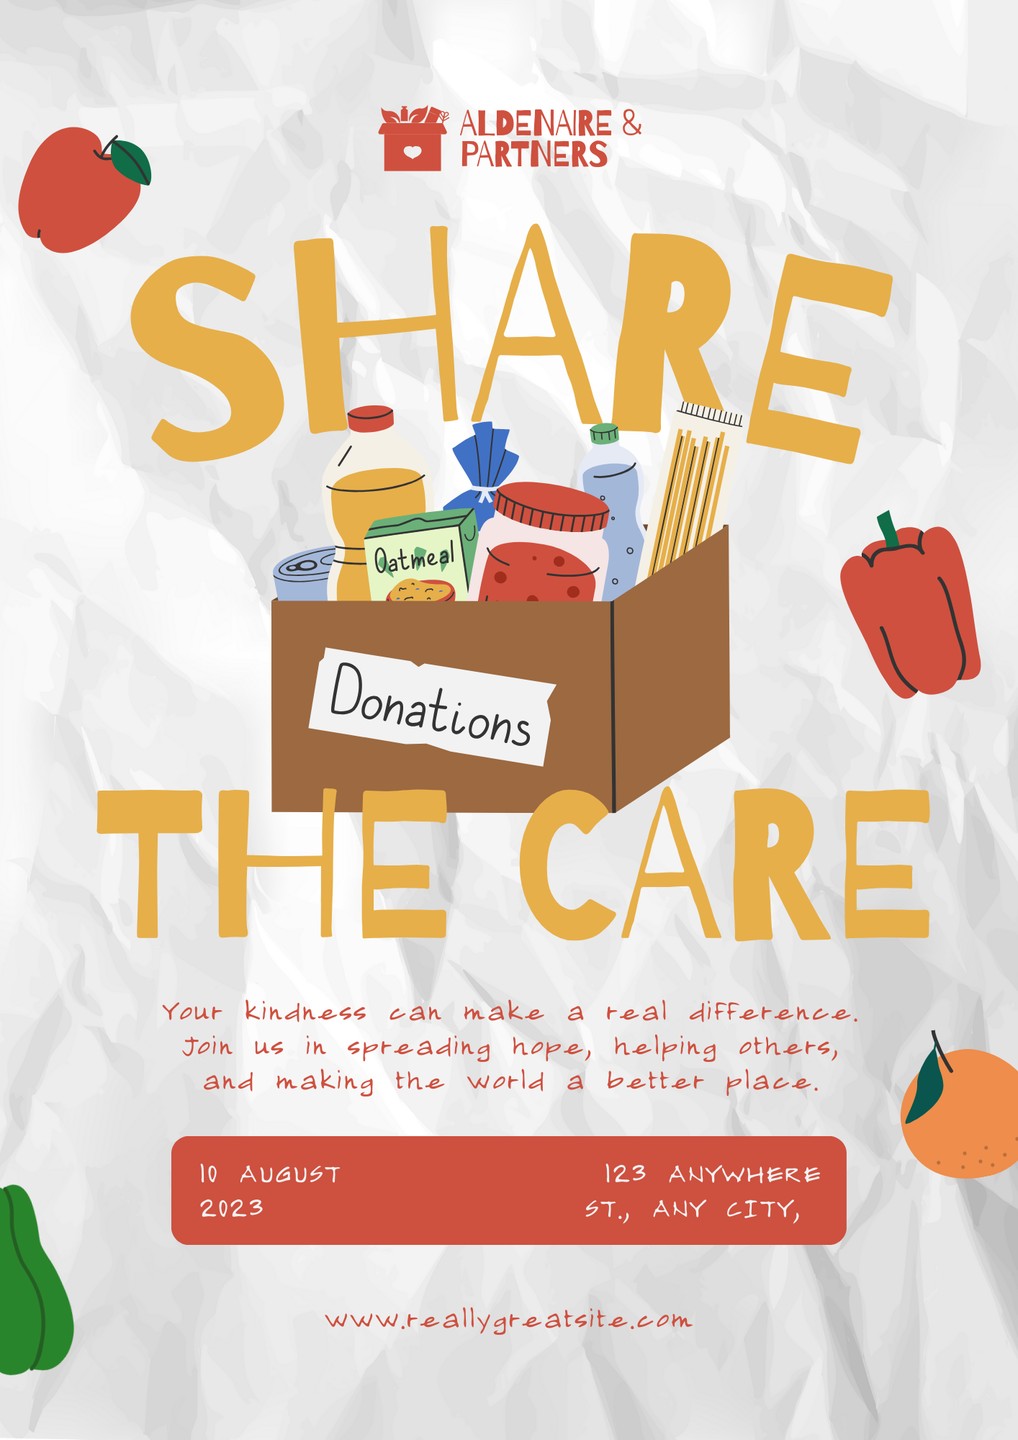 ALDENAIRE &
PARTNERS
SHARE
Oatmeal
Donations
THE CARE
Your kindness can make a real difference.
Join us in spreading hope, helping others,
and making the world a better place.
10 AUGUST
2023
123 ANYWHERE
ST., ANY CITY,
www.reallygreatsite.com